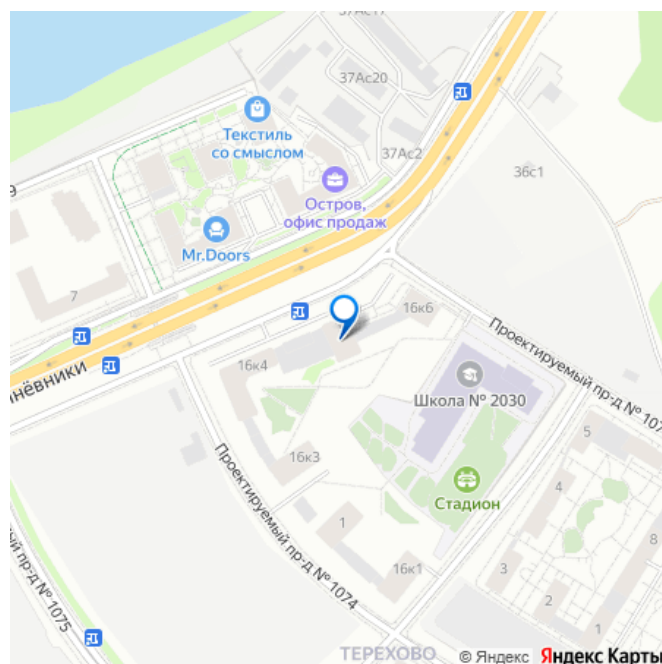 37Ас17
37Ас20
Текстиль
со смыслом
37Ас2
36с1
Остров,
офис продаж
Mr.Doors
7
16к6
Проектируемый пр-д № 107
16к4
нёвники
Школа № 2030
16к3
Стадион
5
4
8
3
2
1
1
16к1
Проектируемый пр-д № 1074
пр-д № 1075
ТЕРЕХОВО
© Яндекс Яндекс Карты